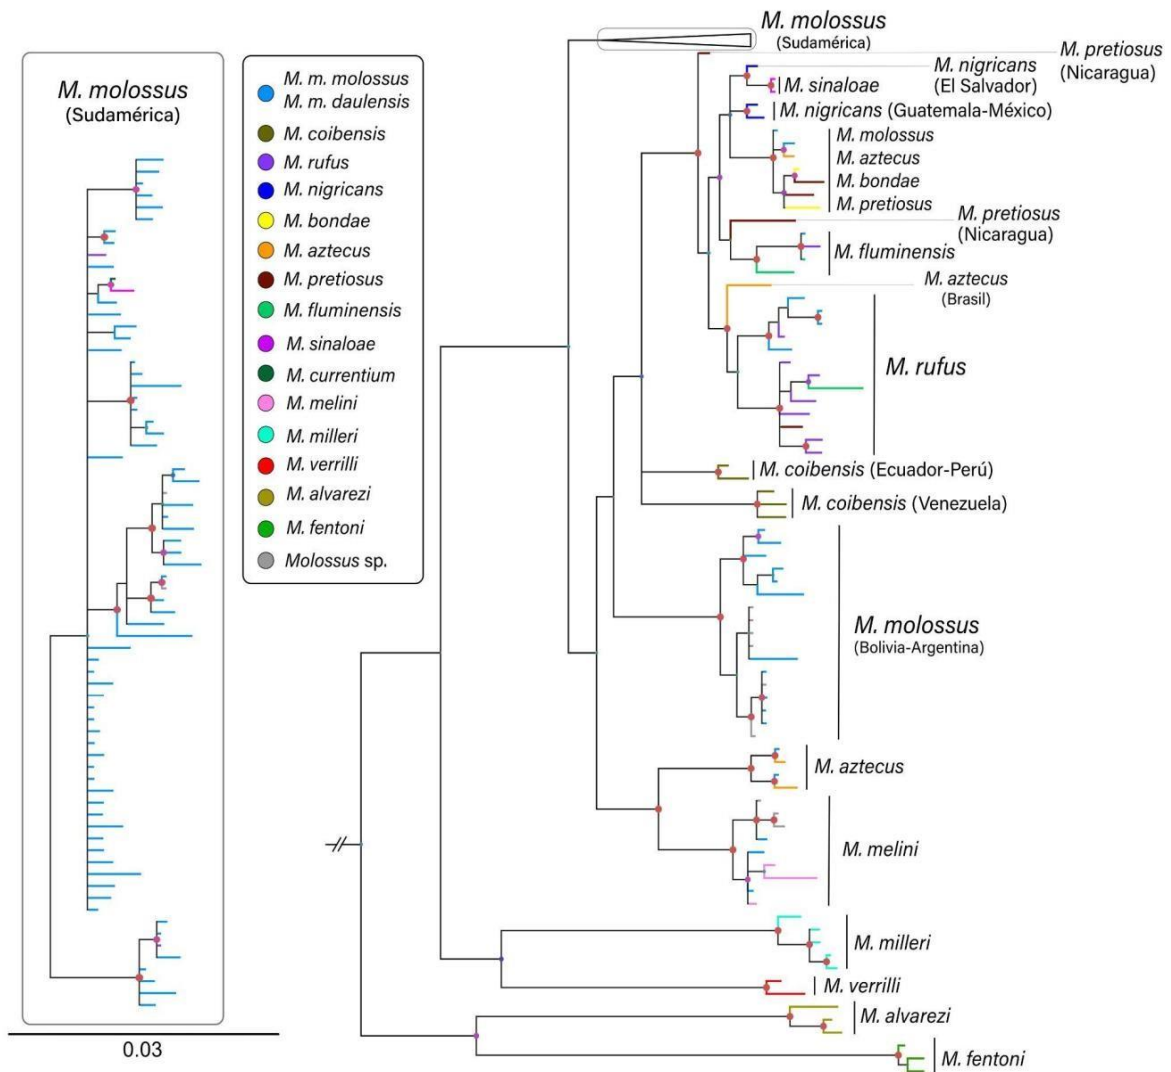 M. molossus
(Sudamérica)
0.03
M. m. molossus
M. m. daulensis
M. coibensis
M. rufus
M. nigricans
M. bondae
M. aztecus
M. pretiosus
M. fluminensis
M. sinaloae
M. currentium
M. melini
M. milleri
M. verrilli
M. alvarezi
M. fentoni
Molossus sp.
M. molossus
(Sudamérica)
M. pretiosus
(Nicaragua)
M. nigricans
(El Salvador)
M. sinaloae
M. nigricans (Guatemala-México)
M. molossus
M. aztecus
M. bondae
M. pretiosus
M. pretiosus
(Nicaragua)
M. fluminensis
M. aztecus
(Brasil)
M. rufus
M. coibensis (Ecuador-Perú)
M. coibensis (Venezuela)
M. molossus
(Bolivia-Argentina)
M. aztecus
M. melini
M. milleri
M. verrilli
M. alvarezi
M. fentoni